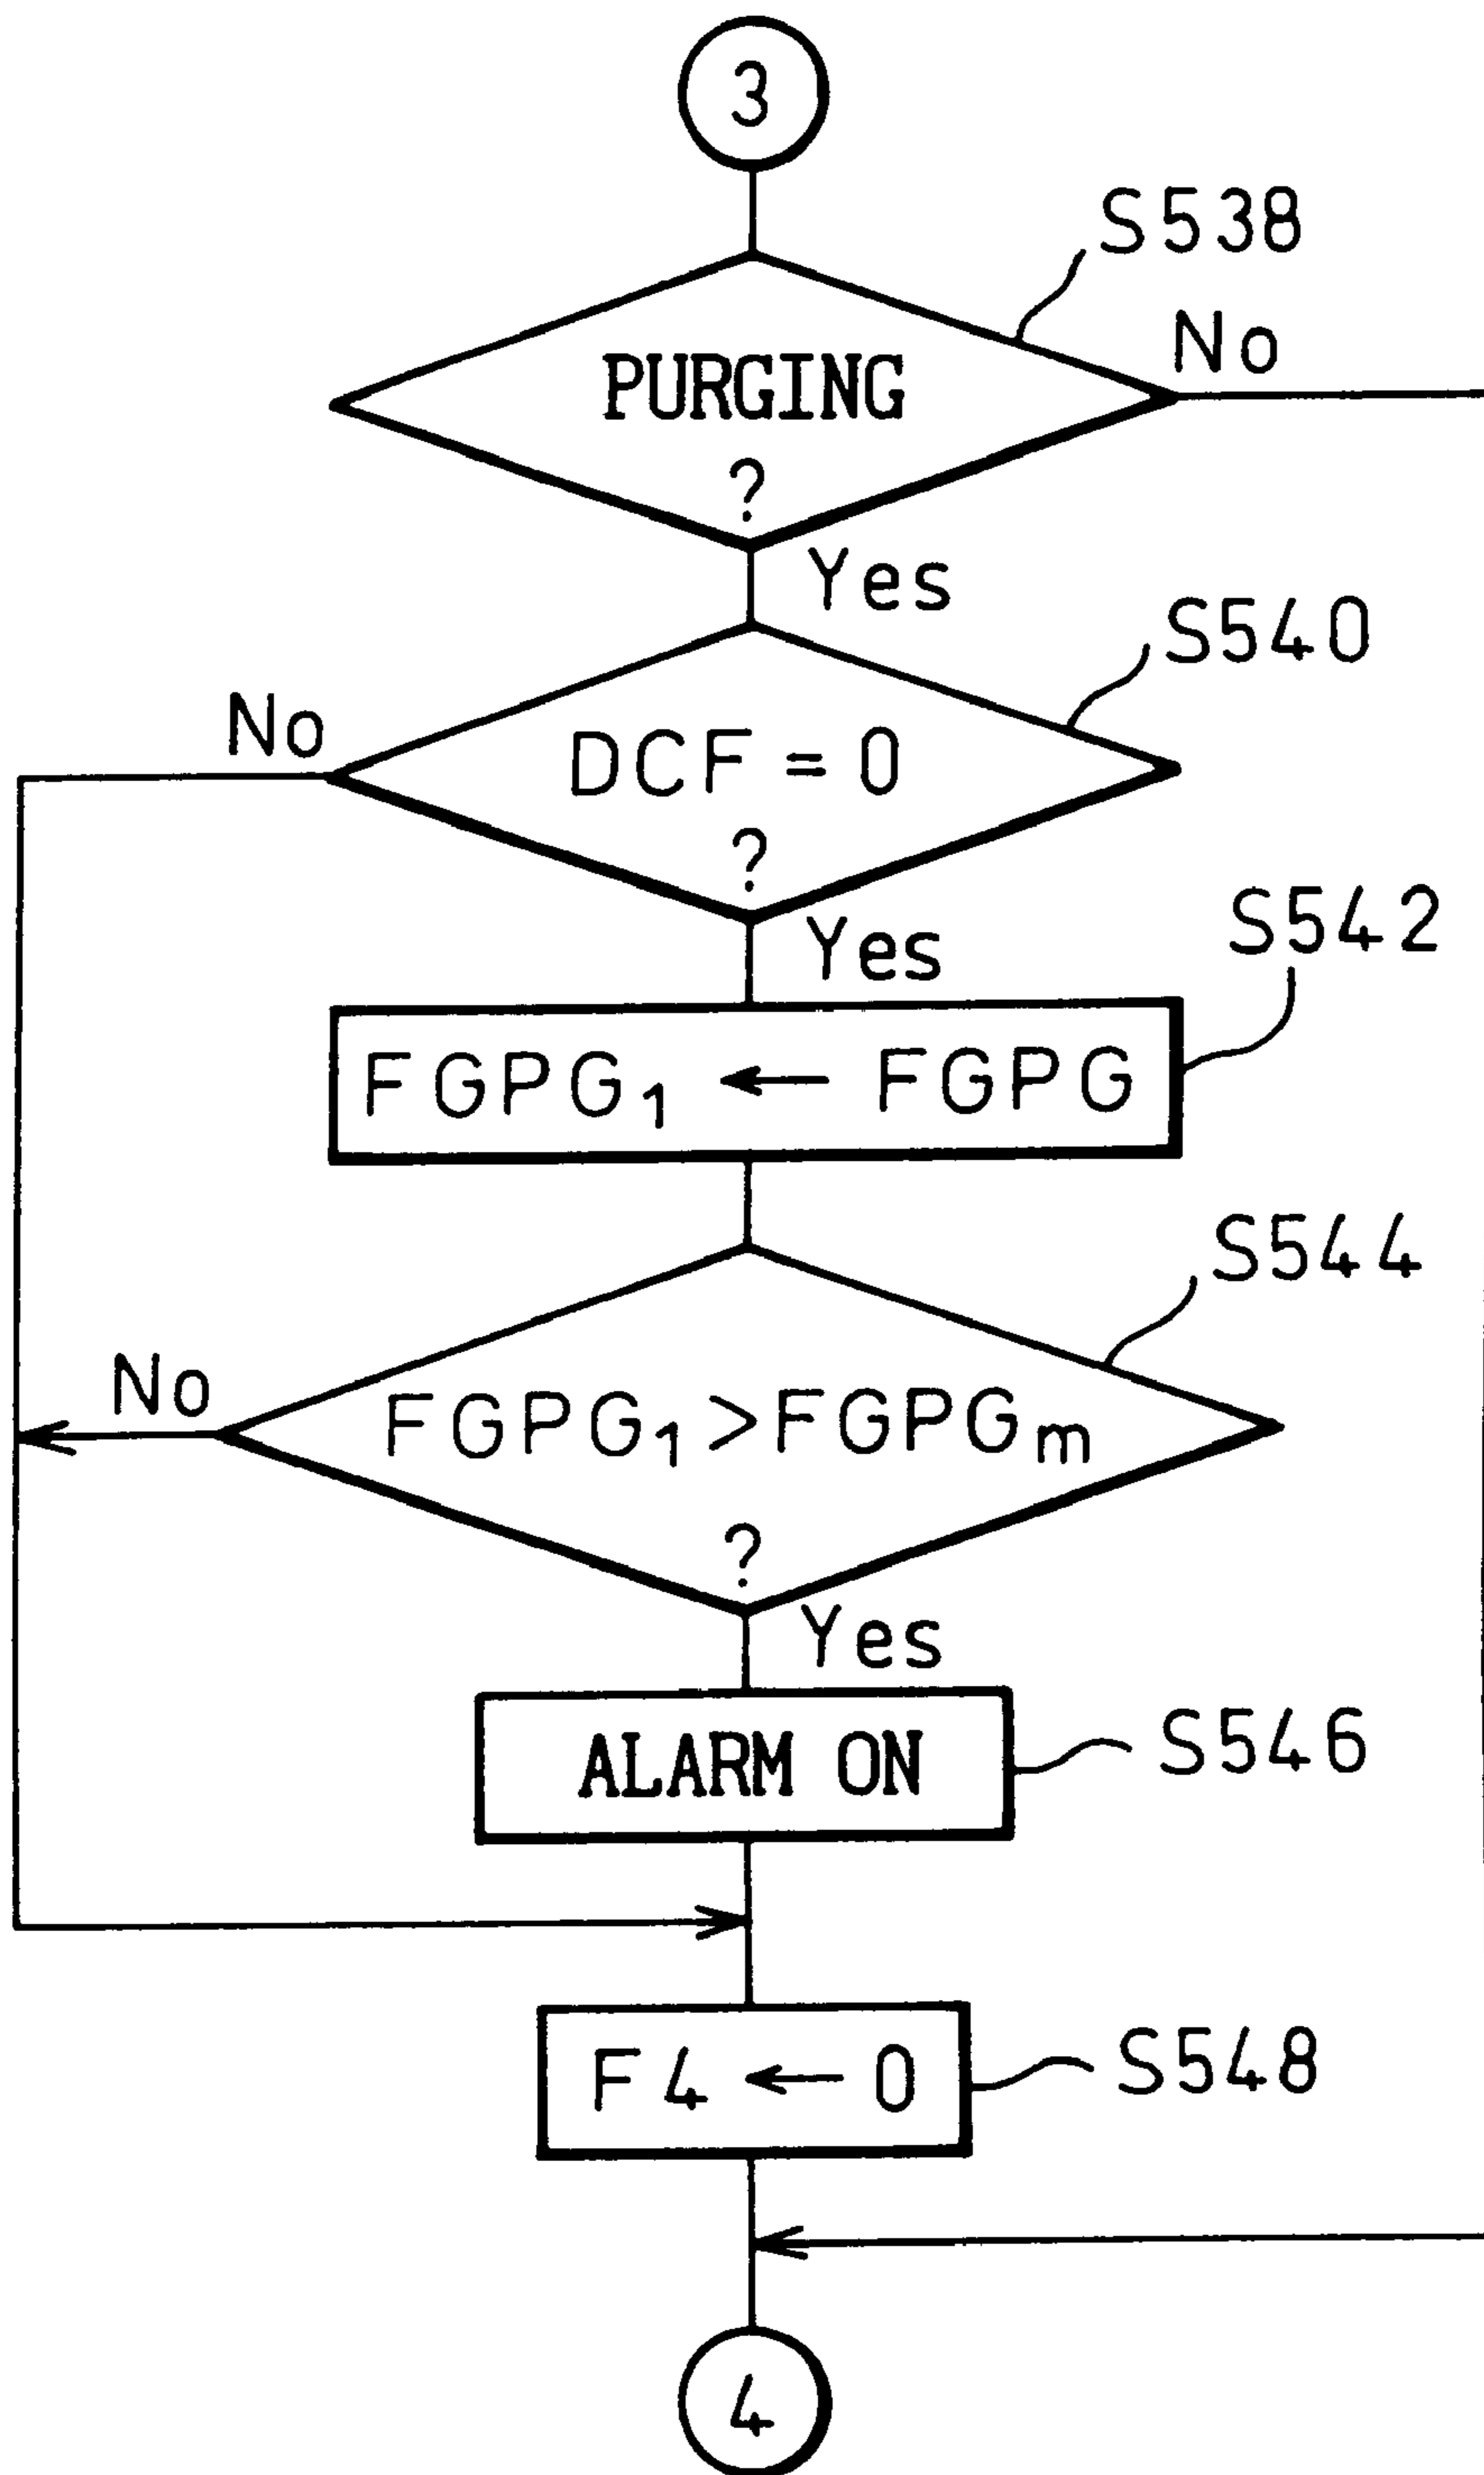 3
S538
No
PURGING
?
Yes
S540
No
DCF = 0
?
Yes
S542
FGPG₁ ← FGPG
S544
No
FGPG₁ > FGPGₘ
?
Yes
ALARM ON
S546
F4 ← 0
S548
4